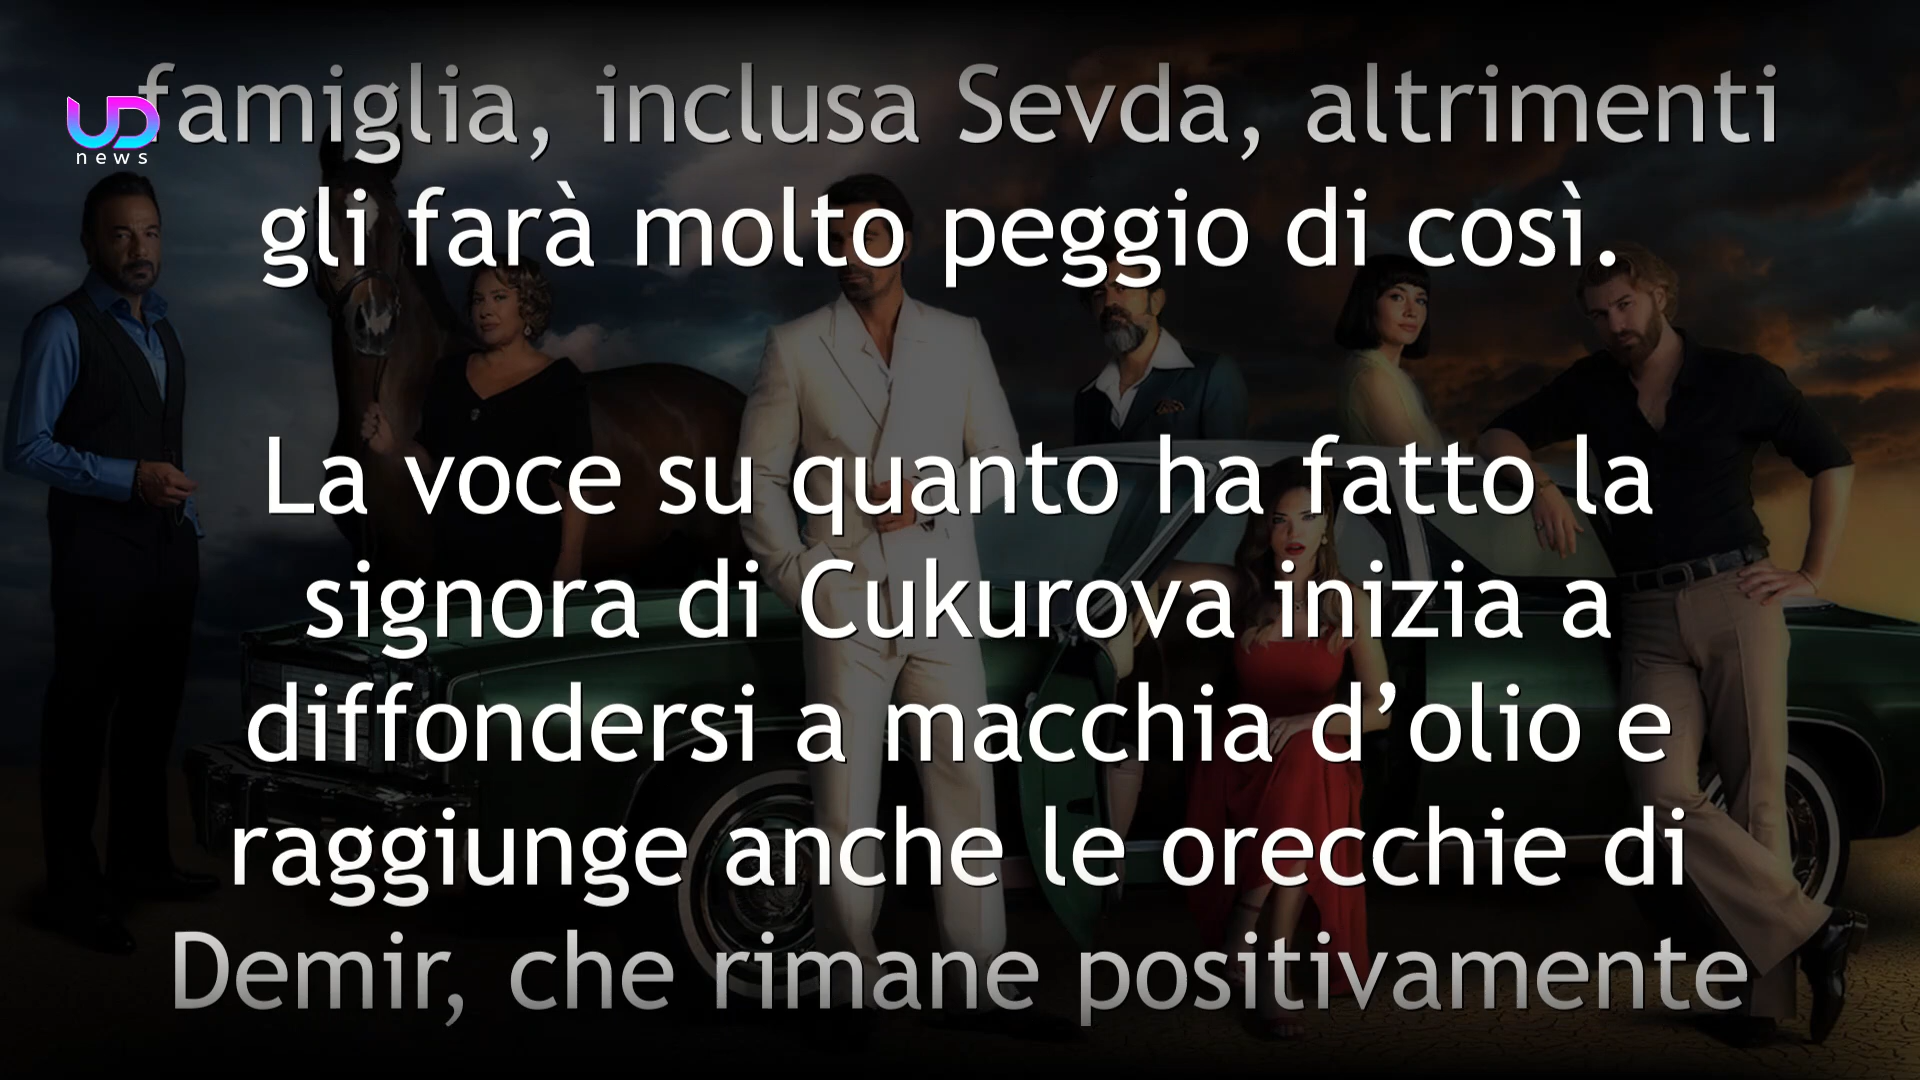 UD
news
famiglia, inclusa Sevda, altrimenti
gli farà molto peggio di così.
La voce su quanto ha fatto la
signora di Cukurova inizia a
diffondersi a macchia d’olio e
raggiunge anche le orecchie di
Demir, che rimane positivamente